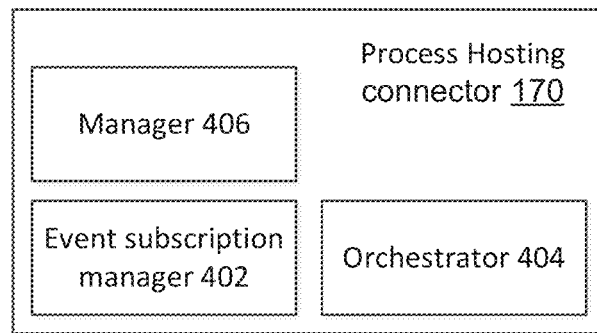 Process Hosting
connector 170
Manager 406
Event subscription
manager 402
Orchestrator 404